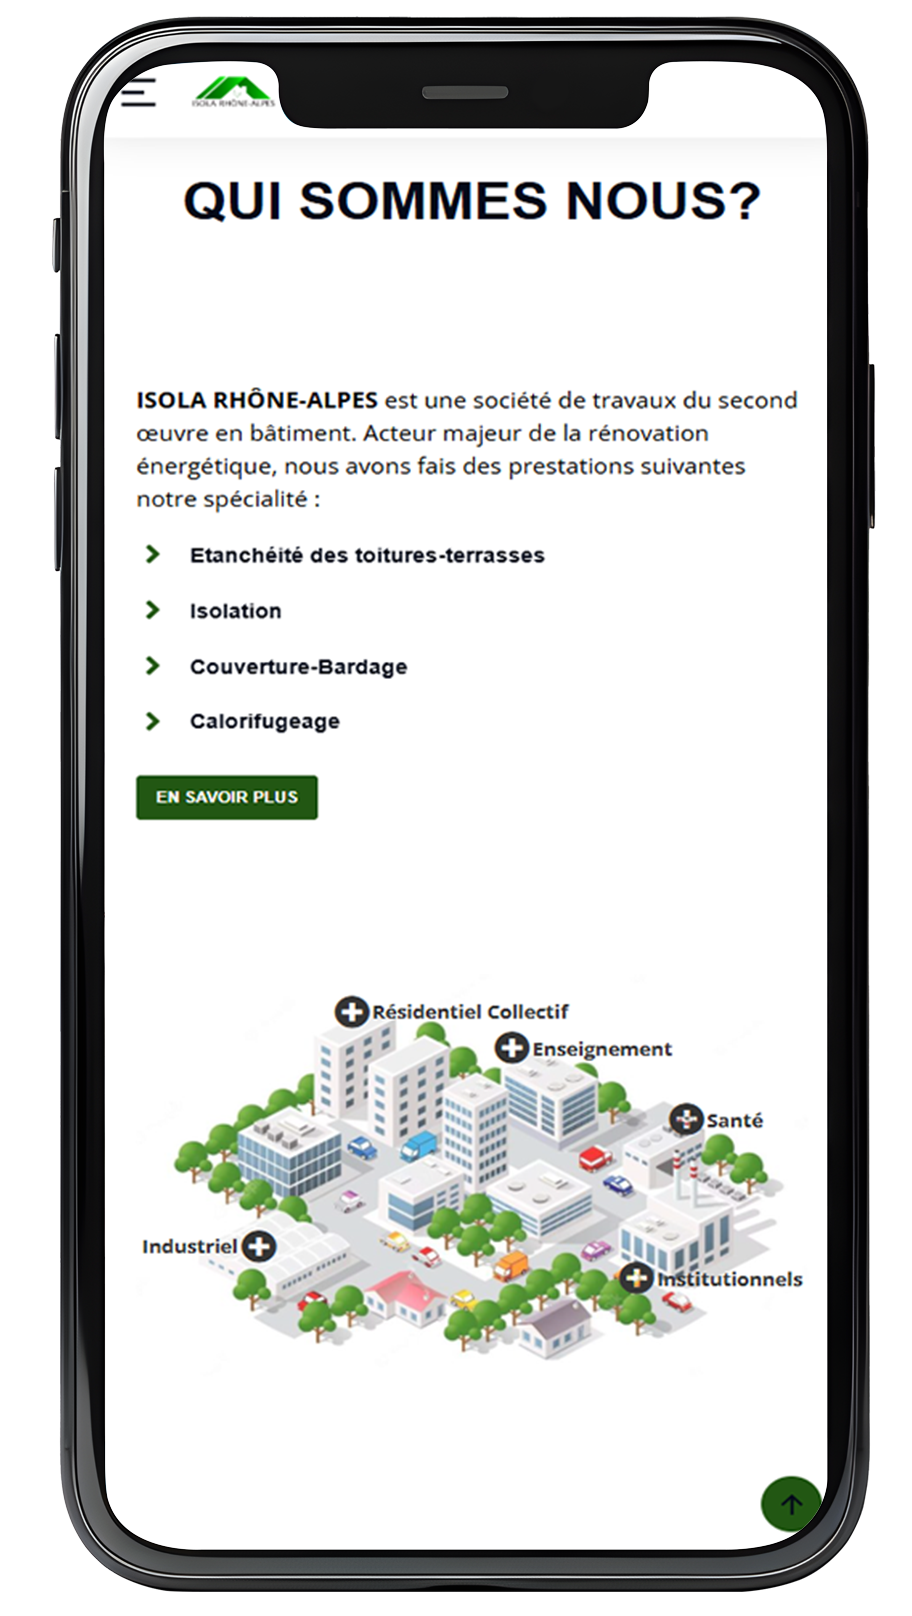 ISOLA RHÔNE-ALPES
QUI SOMMES NOUS?
ISOLA RHÔNE-ALPES est une société de travaux du second
œuvre en bâtiment. Acteur majeur de la rénovation
énergétique, nous avons fais des prestations suivantes
notre spécialité :
Etanchéité des toitures-terrasses
Isolation
Couverture-Bardage
Calorifugeage
EN SAVOIR PLUS
Résidentiel Collectif
Enseignement
Santé
Industriel
Institutionnels